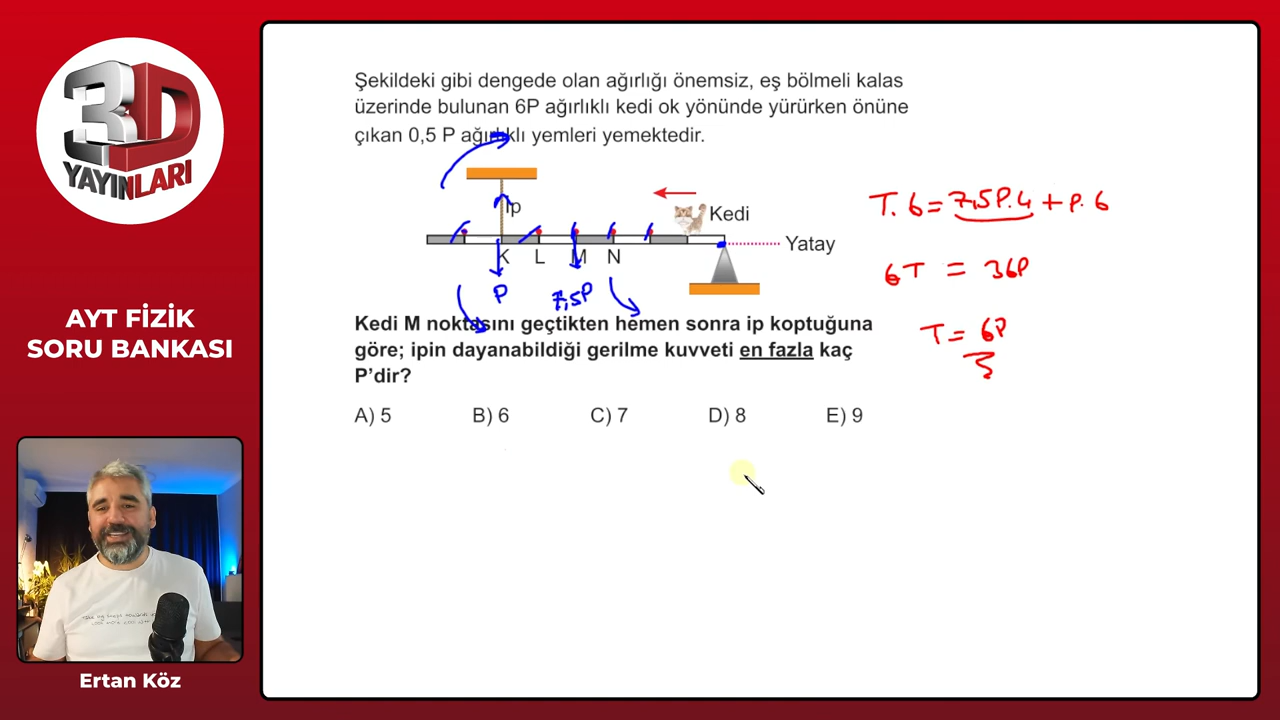 3D
YAYINLARI
AYT FİZİK
SORU BANKASI
Ertan Köz
Şekildeki gibi dengede olan ağırlığı önemsiz, eş bölmeli kalas
üzerinde bulunan 6P ağırlıklı kedi ok yönünde yürürken önüne
çıkan 0,5 P ağırlıklı yemleri yemektedir.
İp
Kedi
Yatay
K L M N
P 7,5P
T.6 = 7,5P.4 + P.6
6T = 36P
T = 6P
Kedi M noktasını geçtikten hemen sonra ip koptuğuna
göre; ipin dayanabildiği gerilme kuvveti en fazla kaç
P'dir?
A) 5 B) 6 C) 7 D) 8 E) 9